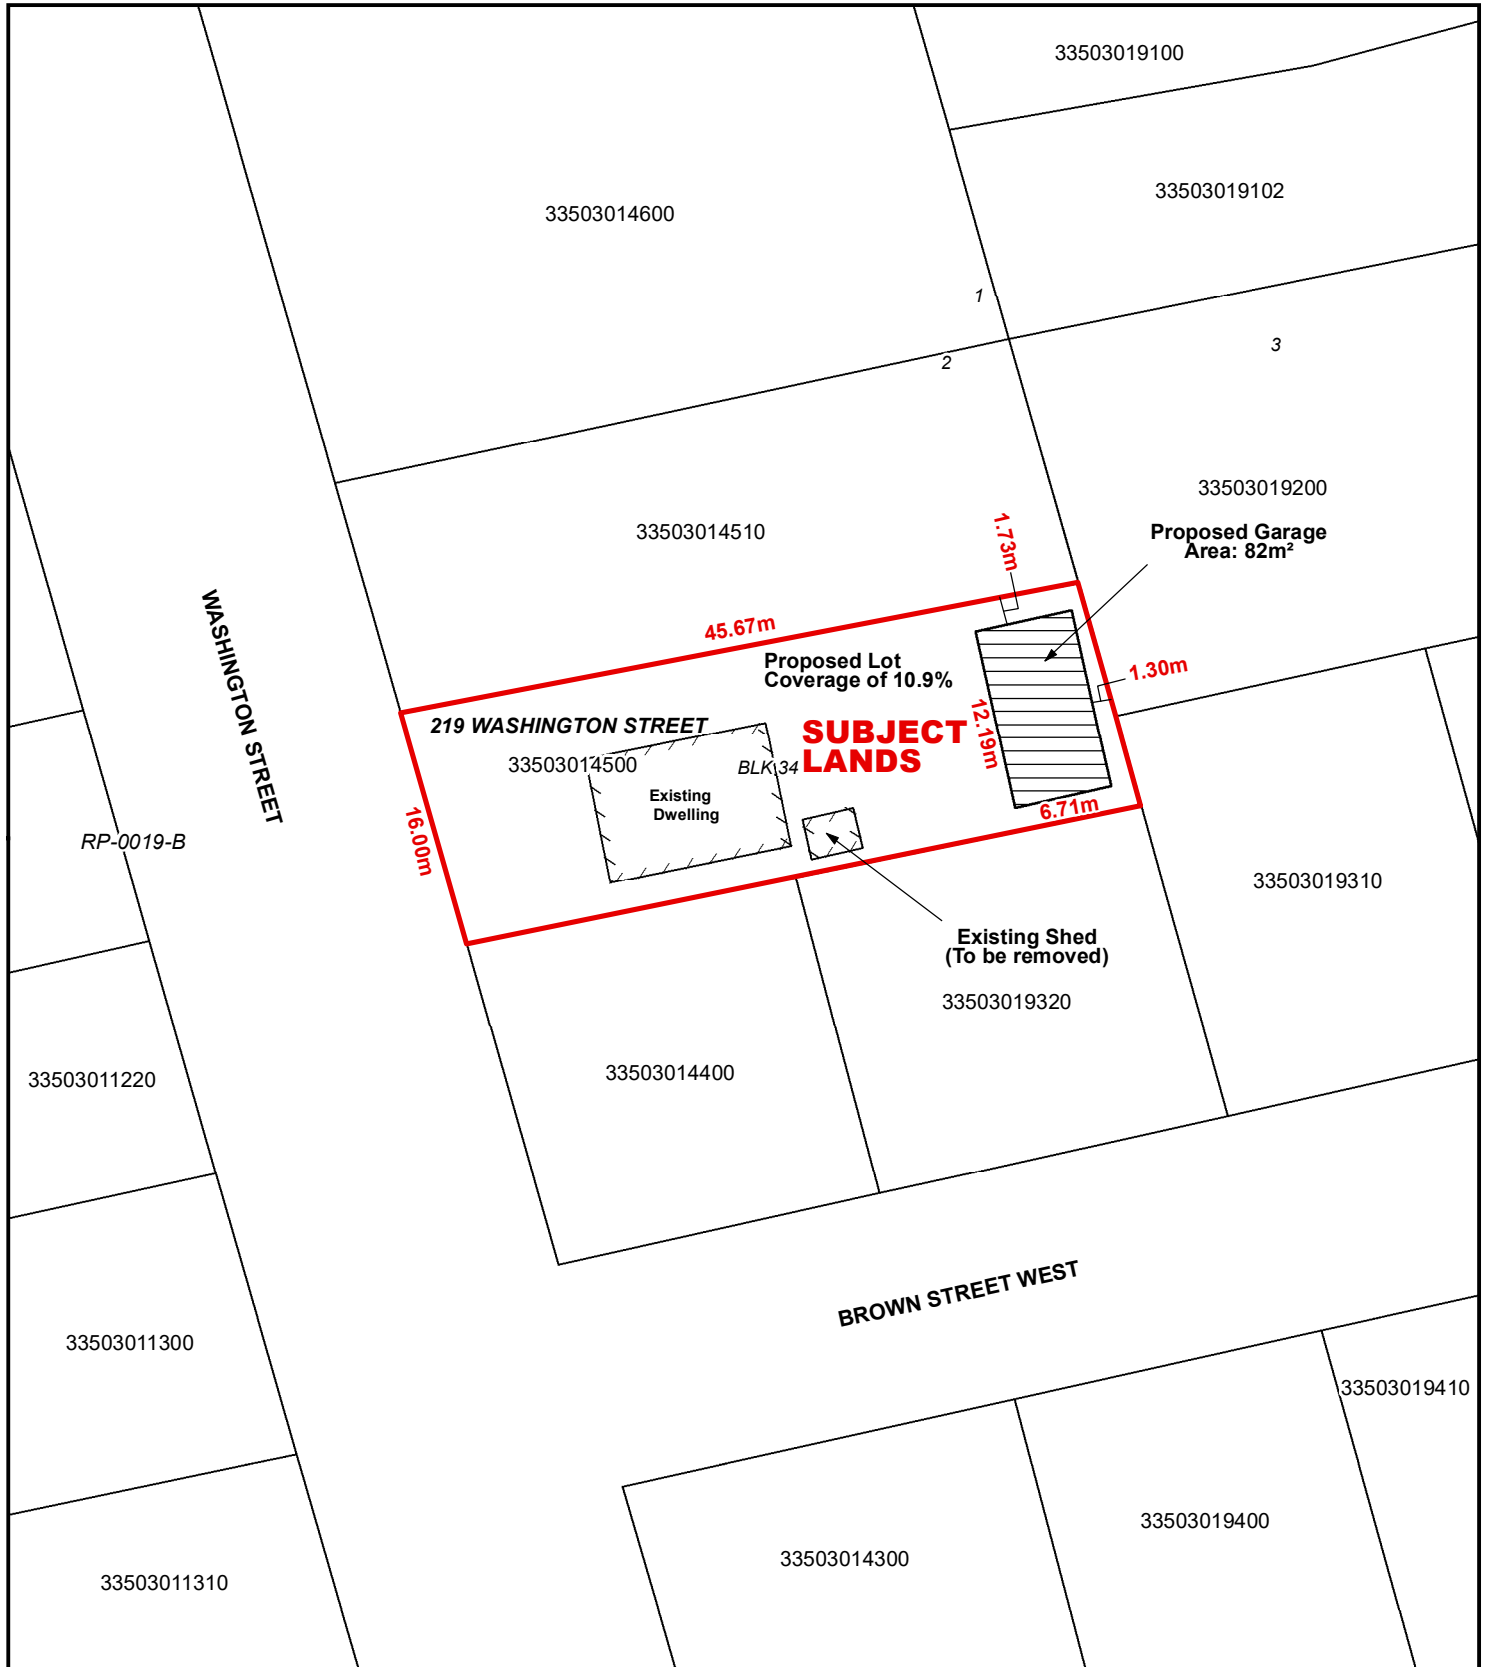 33503019100
33503019102
33503014600
1
2
3
33503019200
33503014510
1.73m
Proposed Garage
Area: 82m²
WASHINGTON STREET
45.67m
Proposed Lot
Coverage of 10.9%
1.30m
12.19m
219 WASHINGTON STREET
SUBJECT
LANDS
33503014500
BLK 34
Existing
Dwelling
6.71m
16.00m
RP-0019-B
33503019310
Existing Shed
(To be removed)
33503019320
33503014400
33503011220
BROWN STREET WEST
33503011300
33503019410
33503019400
33503014300
33503011310